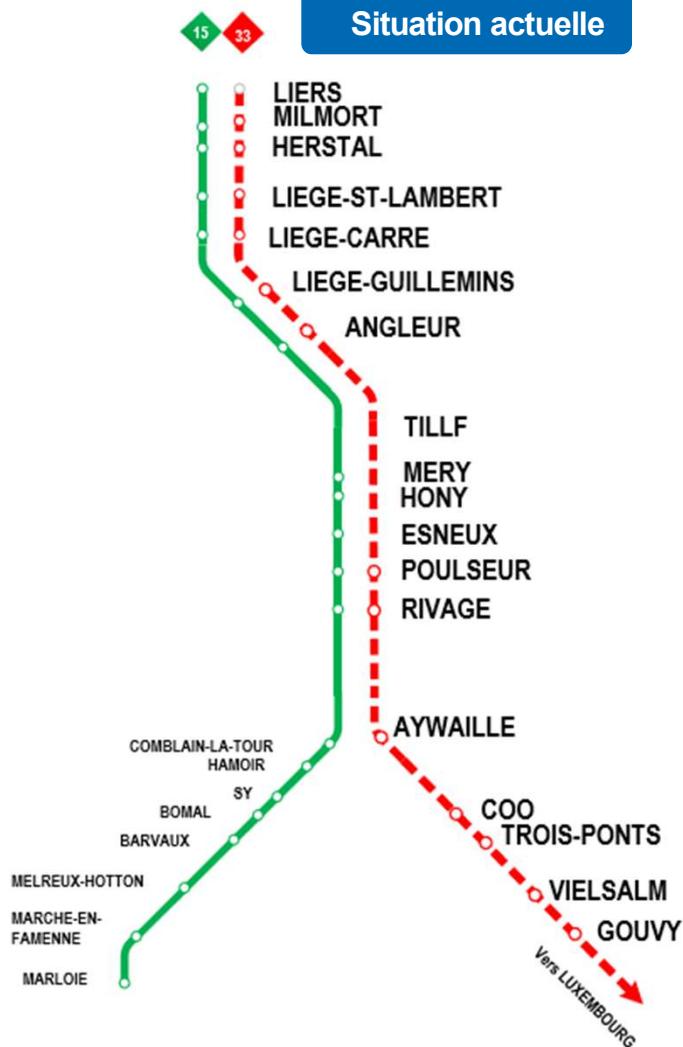 Situation actuelle
15
33
LIERS
MILMORT
HERSTAL
LIEGE-ST-LAMBERT
LIEGE-CARRE
LIEGE-GUILLEMINS
ANGLEUR
TILLF
MERY
HONY
ESNEUX
POULSEUR
RIVAGE
AYWAILLE
COMBLAIN-LA-TOUR
HAMOIR
SY
BOMAL
BARVAUX
MELREUX-HOTTON
MARCHE-EN-
FAMENNE
MARLOIE
COO
TROIS-PONTS
VIELSALM
GOUVY
Vers LUXEMBOURG